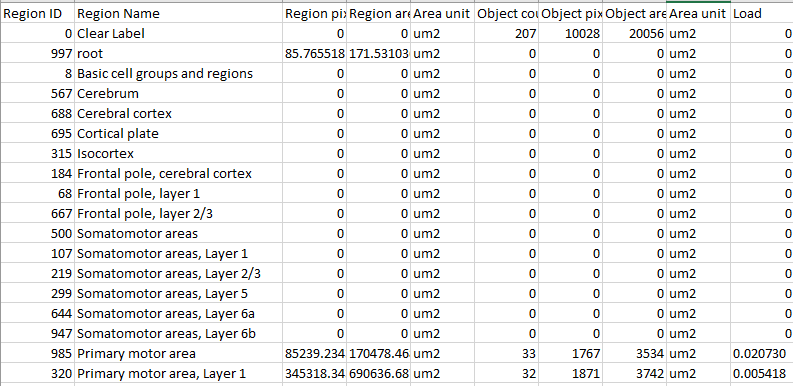 Region ID Region Name Region pix Region are Area unit Object cou Object pix Object are Area unit Load
0 Clear Label 0 0 um2 207 10028 20056 um2 0
997 root 85.765518 171.53103 um2 0 0 0 um2 0
8 Basic cell groups and regions 0 0 um2 0 0 0 um2 0
567 Cerebrum 0 0 um2 0 0 0 um2 0
688 Cerebral cortex 0 0 um2 0 0 0 um2 0
695 Cortical plate 0 0 um2 0 0 0 um2 0
315 Isocortex 0 0 um2 0 0 0 um2 0
184 Frontal pole, cerebral cortex 0 0 um2 0 0 0 um2 0
68 Frontal pole, layer 1 0 0 um2 0 0 0 um2 0
667 Frontal pole, layer 2/3 0 0 um2 0 0 0 um2 0
500 Somatomotor areas 0 0 um2 0 0 0 um2 0
107 Somatomotor areas, Layer 1 0 0 um2 0 0 0 um2 0
219 Somatomotor areas, Layer 2/3 0 0 um2 0 0 0 um2 0
299 Somatomotor areas, Layer 5 0 0 um2 0 0 0 um2 0
644 Somatomotor areas, Layer 6a 0 0 um2 0 0 0 um2 0
947 Somatomotor areas, Layer 6b 0 0 um2 0 0 0 um2 0
985 Primary motor area 85239.234 170478.46 um2 33 1767 3534 um2 0.020730
320 Primary motor area, Layer 1 345318.34 690636.68 um2 32 1871 3742 um2 0.005418